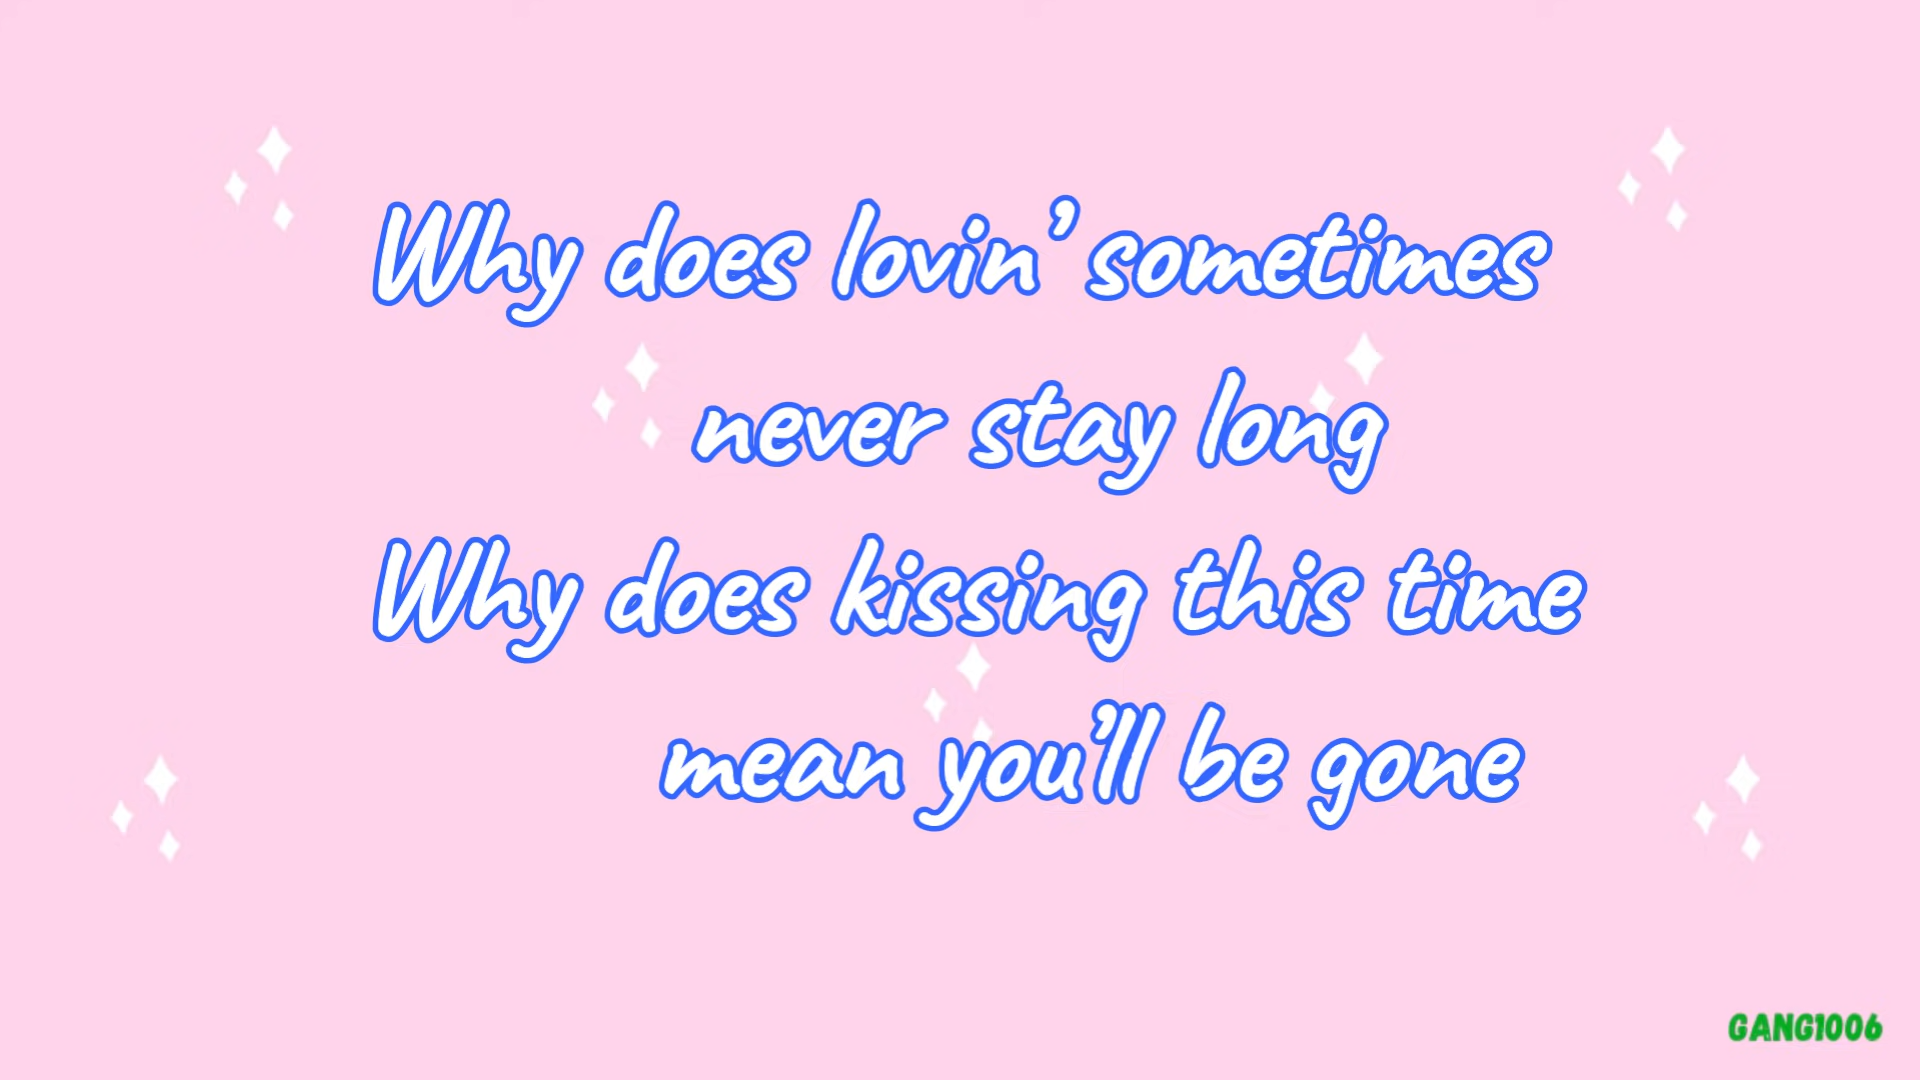 Why does lovin' sometimes
never stay long
Why does kissing this time
mean you'll be gone
GANG1006